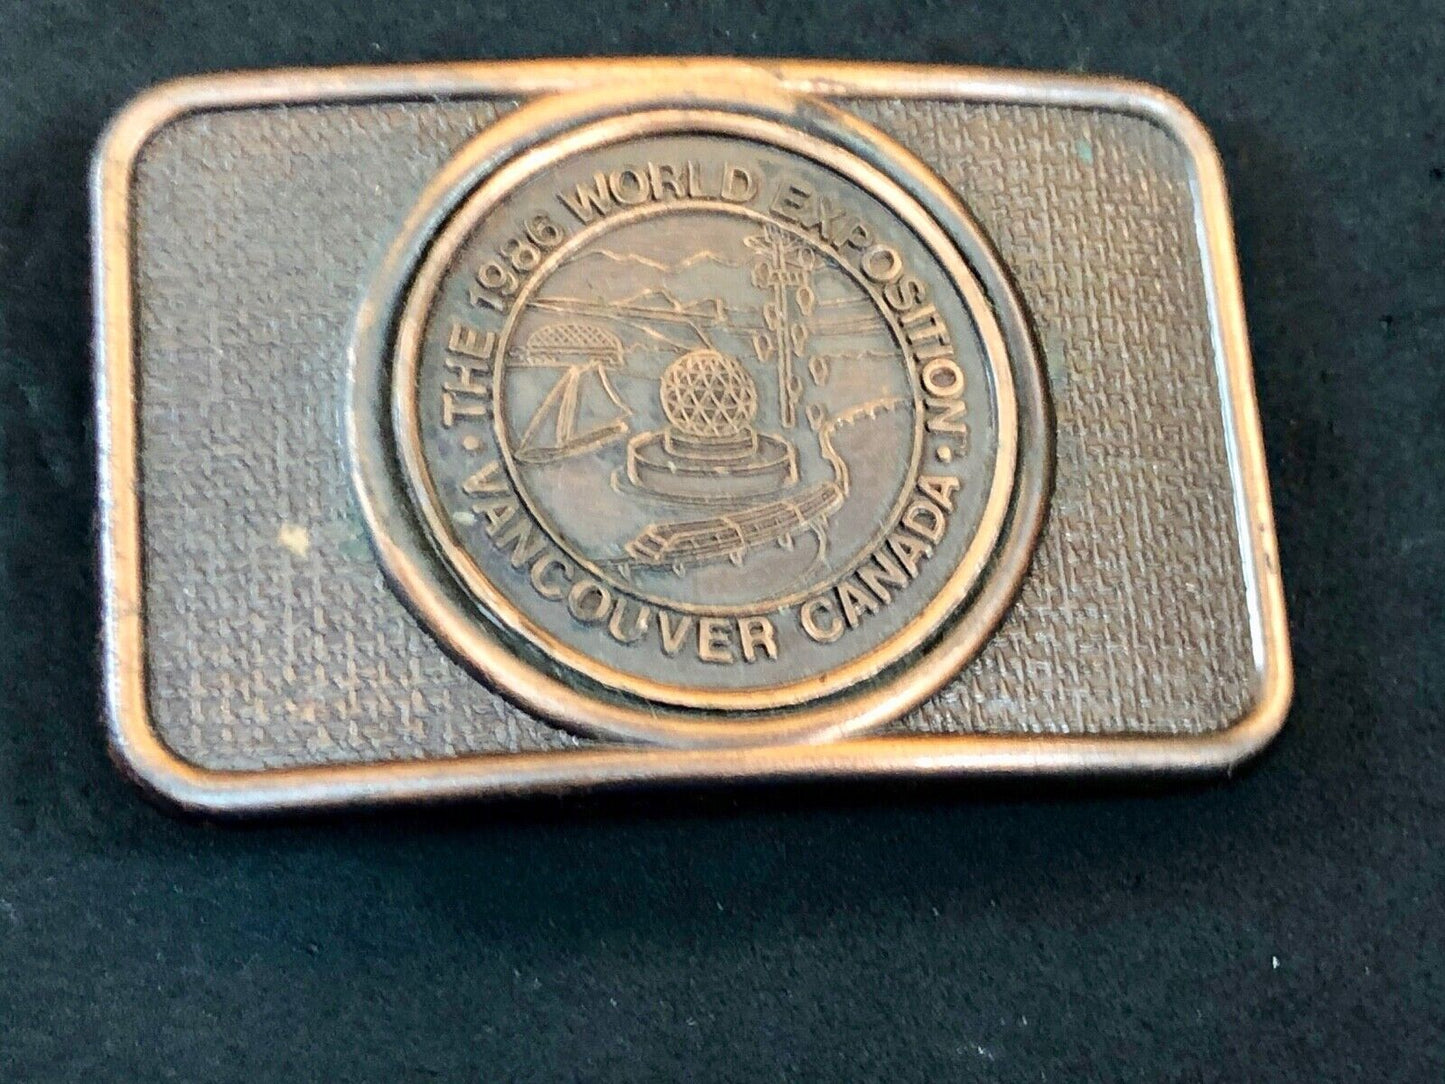 · THE 1986 WORLD EXPOSITION ·
VANCOUVER CANADA